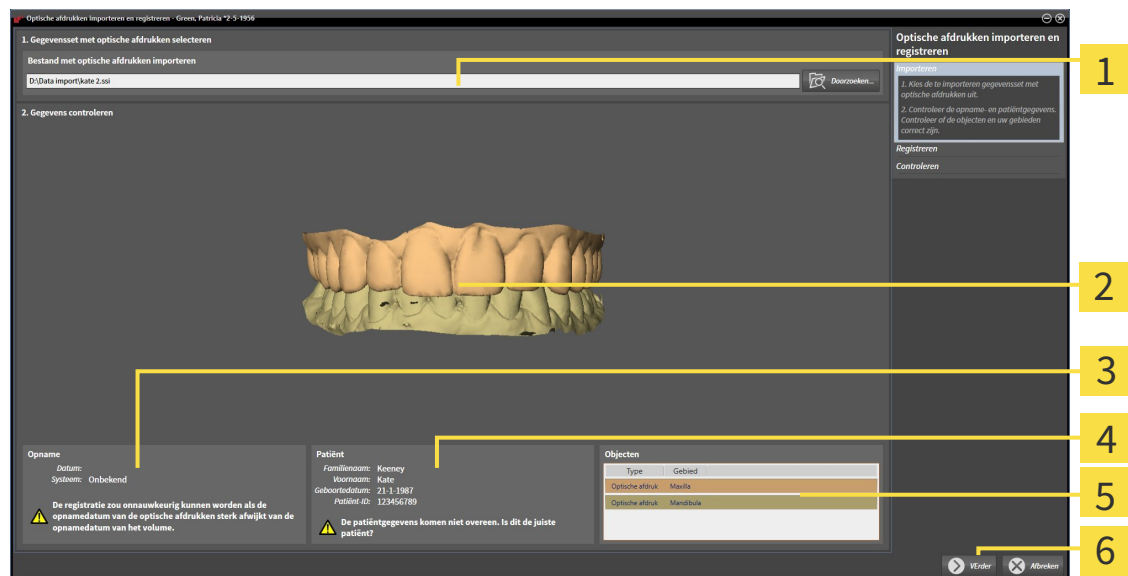 Optische afdrukken importeren en registreren - Green, Patricia *2-5-1956
1. Gegevensset met optische afdrukken selecteren
Bestand met optische afdrukken importeren
D:\Data import\kate 2.ssi
Doorzoeken...
2. Gegevens controleren
Opname
Datum:
Systeem: Onbekend
De registratie zou onnauwkeurig kunnen worden als de
opnamedatum van de optische afdrukken sterk afwijkt van de
opnamedatum van het volume.
Patiënt
Familienaam: Keeney
Voornaam: Kate
Geboortedatum: 21-1-1987
Patiënt-ID: 123456789
De patiëntgegevens komen niet overeen. Is dit de juiste
patiënt?
Objecten
Type Gebied
Optische afdruk Maxilla
Optische afdruk Mandibula
Optische afdrukken importeren en
registreren
Importeren
1. Kies de te importeren gegevensset met
optische afdrukken uit.
2. Controleer de opname- en patiëntgegevens.
Controleer of de objecten en uw gebieden
correct zijn.
Registreren
Controleren
VErder
Afbreken
1
2
3
4
5
6